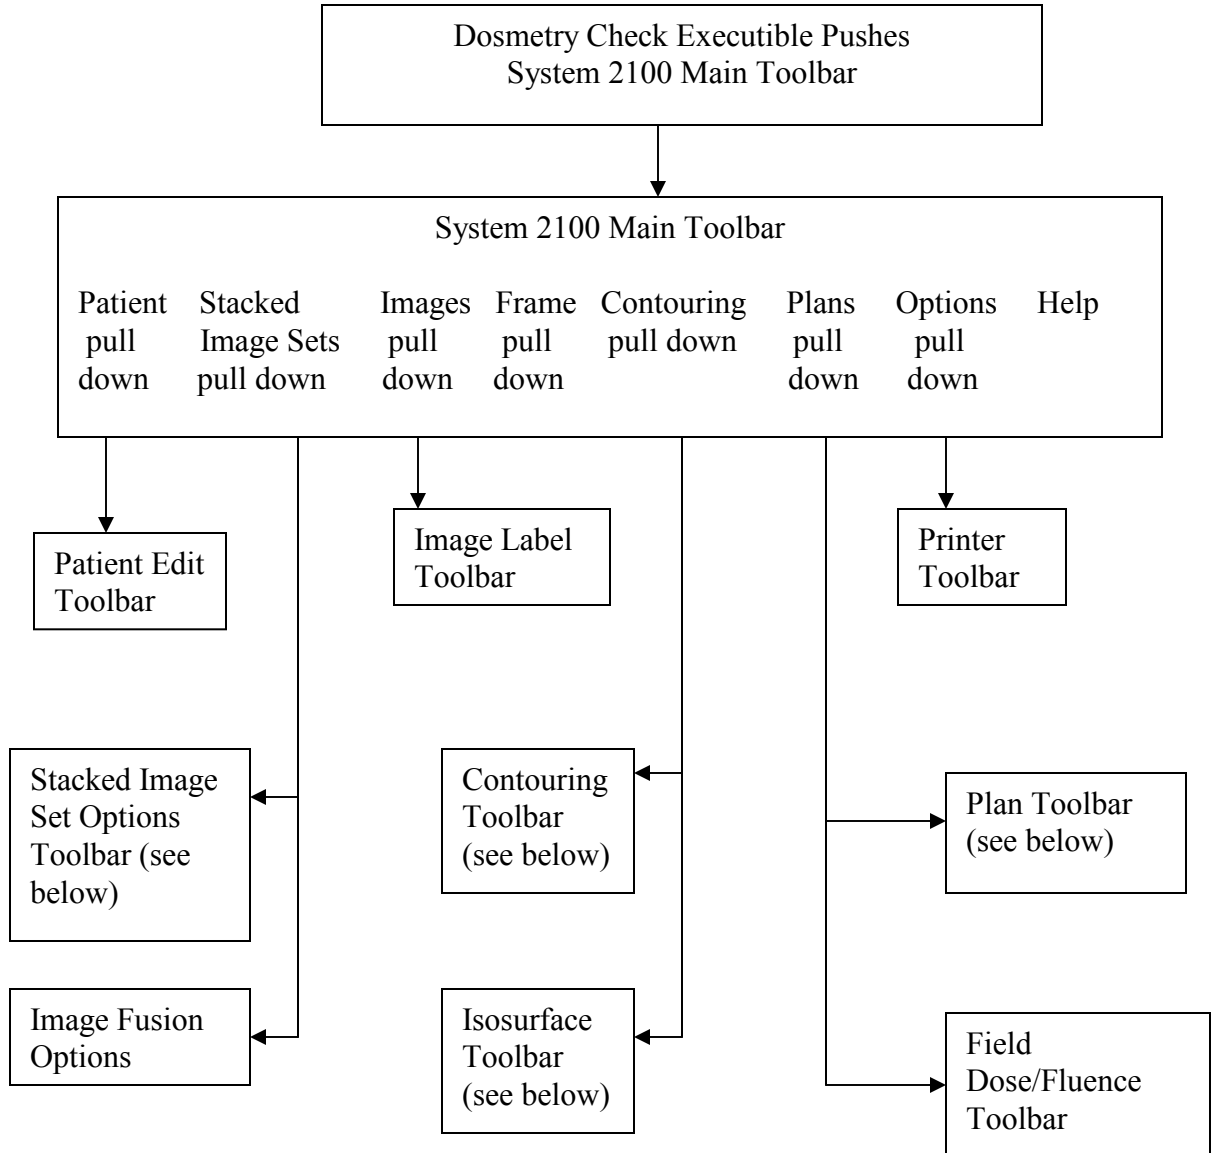 Dosmetry Check Executible Pushes
System 2100 Main Toolbar
System 2100 Main Toolbar
Patient
pull
down
Stacked
Image Sets
pull down
Images
pull
down
Frame
pull
down
Contouring
pull down
Plans
pull
down
Options
pull
down
Help
Patient Edit
Toolbar
Image Label
Toolbar
Printer
Toolbar
Stacked Image
Set Options
Toolbar (see
below)
Contouring
Toolbar
(see below)
Plan Toolbar
(see below)
Image Fusion
Options
Isosurface
Toolbar
(see below)
Field
Dose/Fluence
Toolbar